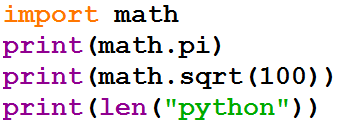 import math
print(math.pi)
print(math.sqrt(100))
print(len("python"))